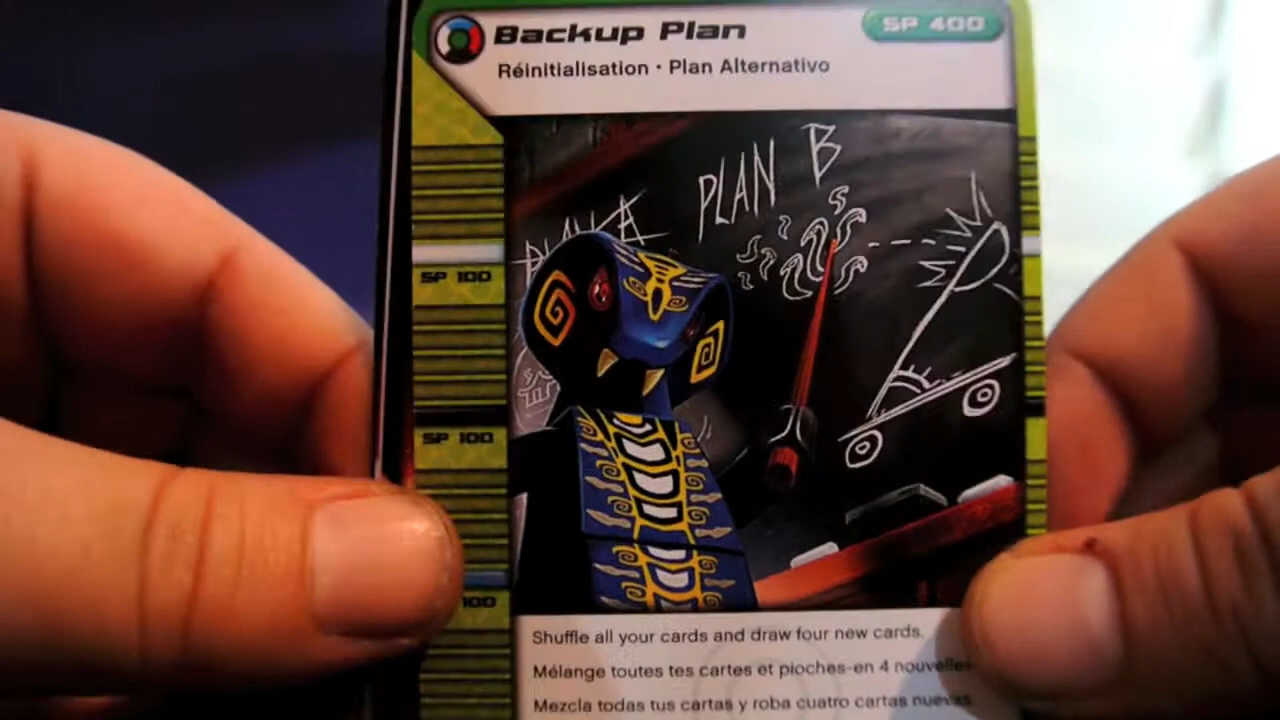 Backup Plan
SP 400
Réinitialisation · Plan Alternativo
PLAN A
PLAN B
SP 100
SP 100
100
Shuffle all your cards and draw four new cards.
Mélange toutes tes cartes et pioches-en 4 nouvelles
Mezcla todas tus cartas y roba cuatro cartas nuevas